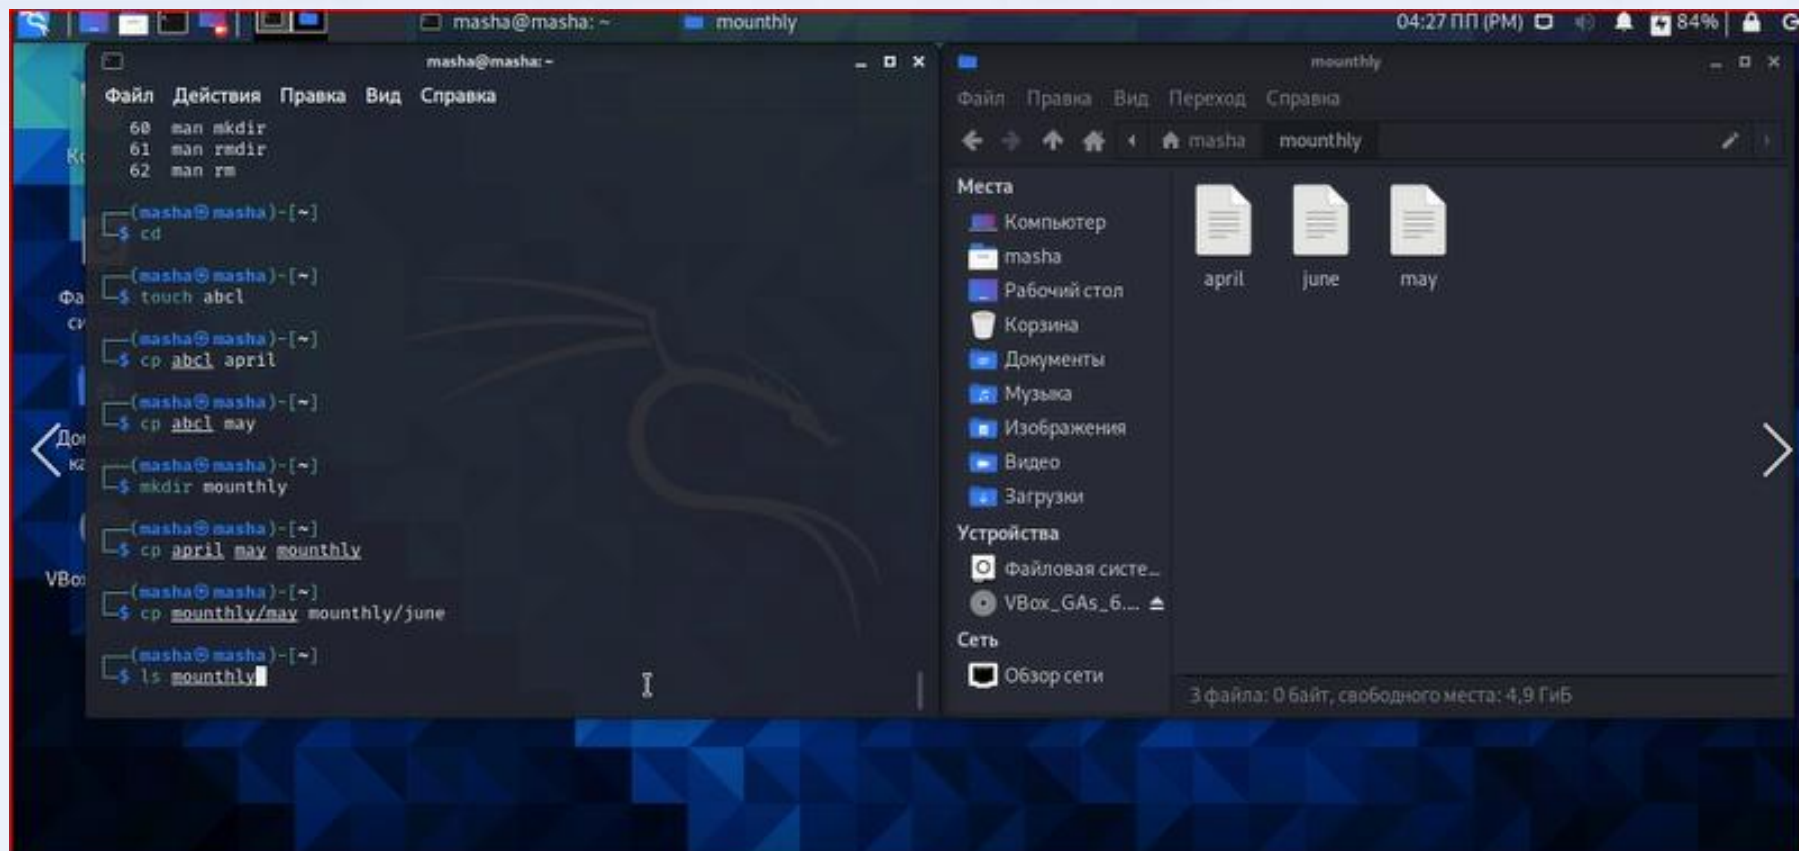 masha@masha: ~
mounthly
04:27 ПП (PM)
84%
masha@masha:~
Файл Действия Правка Вид Справка
60 man mkdir
61 man rmdir
62 man rm
(masha㉿masha)-[~]
$ cd
(masha㉿masha)-[~]
$ touch abcl
(masha㉿masha)-[~]
$ cp abcl april
(masha㉿masha)-[~]
$ cp abcl may
(masha㉿masha)-[~]
$ mkdir mounthly
(masha㉿masha)-[~]
$ cp april may mounthly
(masha㉿masha)-[~]
$ cp mounthly/may mounthly/june
(masha㉿masha)-[~]
$ ls mounthly
mounthly
Файл Правка Вид Переход Справка
masha mounthly
Места
Компьютер
masha
Рабочий стол
Корзина
Документы
Музыка
Изображения
Видео
Загрузки
Устройства
Файловая систе...
VBox_GAs_6....
Сеть
Обзор сети
april june may
3 файла: 0 байт, свободного места: 4,9 ГиБ